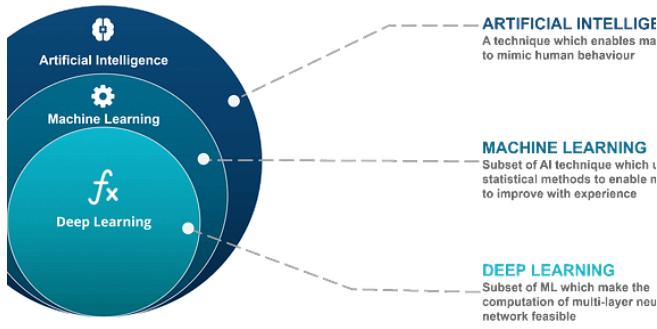 Artificial Intelligence
Machine Learning
fx
Deep Learning
ARTIFICIAL INTELLIGE
A technique which enables ma
to mimic human behaviour
MACHINE LEARNING
Subset of AI technique which u
statistical methods to enable m
to improve with experience
DEEP LEARNING
Subset of ML which make the
computation of multi-layer neu
network feasible